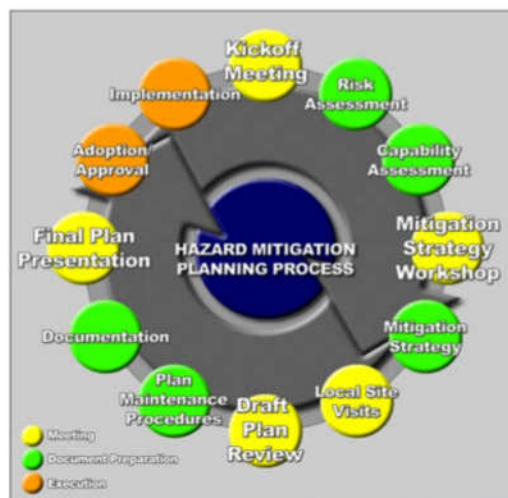 Kickoff
Meeting
Risk
Assessment
Capability
Assessment
Mitigation
Strategy
Workshop
Mitigation
Strategy
Local Site
Visits
Draft
Plan
Review
Plan
Maintenance
Procedures
Documentation
Final Plan
Presentation
Adoption/
Approval
Implementation
HAZARD MITIGATION
PLANNING PROCESS
Meeting
Document Preparation
Execution